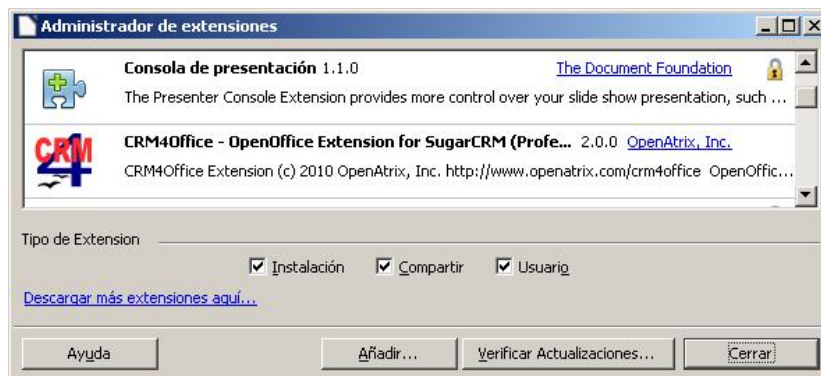 Administrador de extensiones
Consola de presentación 1.1.0 The Document Foundation
The Presenter Console Extension provides more control over your slide show presentation, such ...
CRM4Office - OpenOffice Extension for SugarCRM (Profe... 2.0.0 OpenAtrix, Inc.
CRM4Office Extension (c) 2010 OpenAtrix, Inc. http://www.openatrix.com/crm4office OpenOffic...
CRM
4
Tipo de Extension
Instalación Compartir Usuario
Descargar más extensiones aquí...
Ayuda Añadir... Verificar Actualizaciones... Cerrar